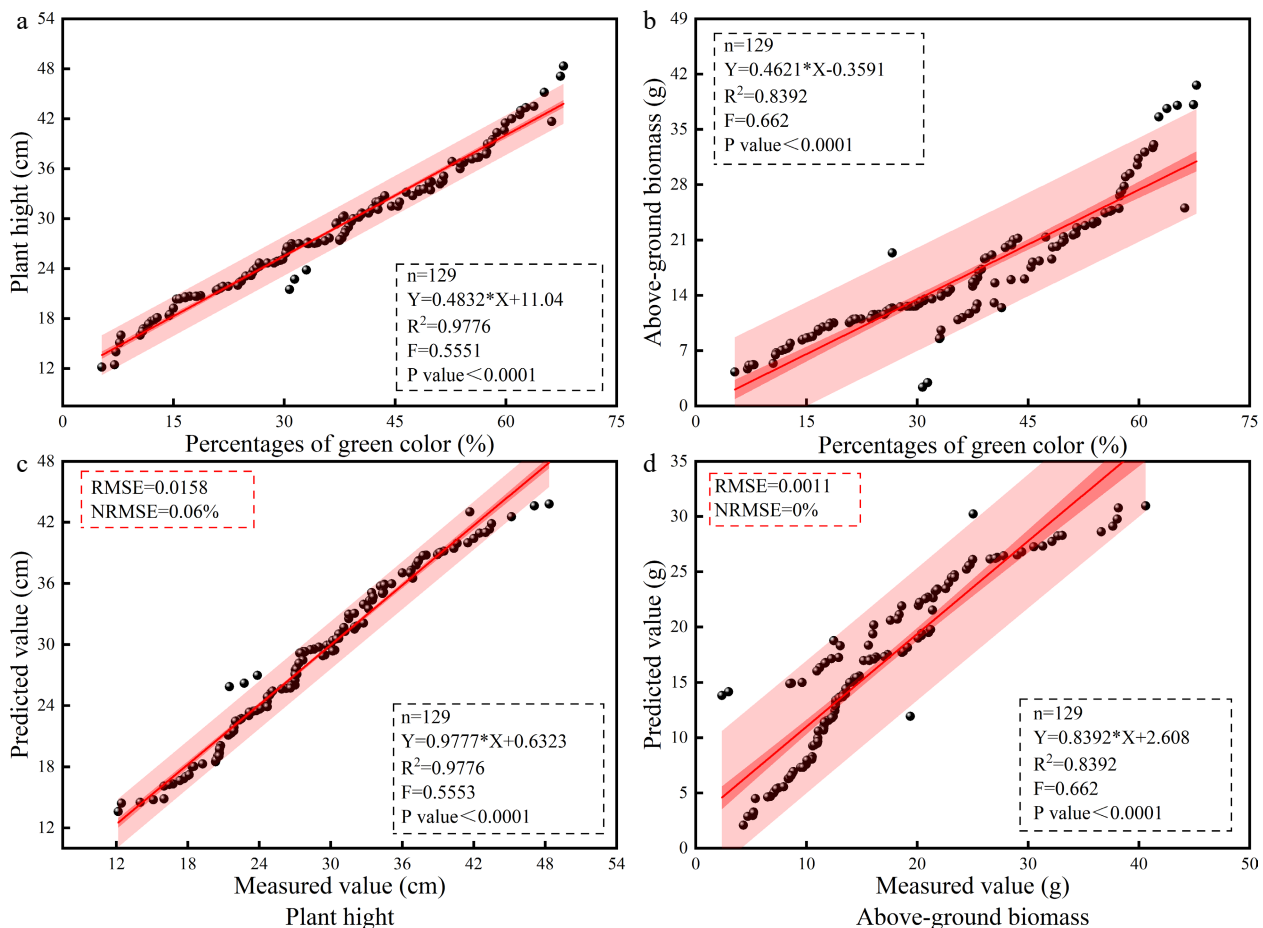 a
54
48
42
36
30
24
18
12
Plant hight (cm)
n=129
Y=0.4832*X+11.04
R²=0.9776
F=0.5551
P value＜0.0001
0 15 30 45 60 75
Percentages of green color (%)
b
49
42
35
28
21
14
7
0
Above-ground biomass (g)
n=129
Y=0.4621*X-0.3591
R²=0.8392
F=0.662
P value＜0.0001
0 15 30 45 60 75
Percentages of green color (%)
c
48
42
36
30
24
18
12
Predicted value (cm)
RMSE=0.0158
NRMSE=0.06%
n=129
Y=0.9777*X+0.6323
R²=0.9776
F=0.5553
P value＜0.0001
12 18 24 30 36 42 48 54
Measured value (cm)
Plant hight
d
35
30
25
20
15
10
5
0
Predicted value (g)
RMSE=0.0011
NRMSE=0%
n=129
Y=0.8392*X+2.608
R²=0.8392
F=0.662
P value＜0.0001
0 10 20 30 40 50
Measured value (g)
Above-ground biomass